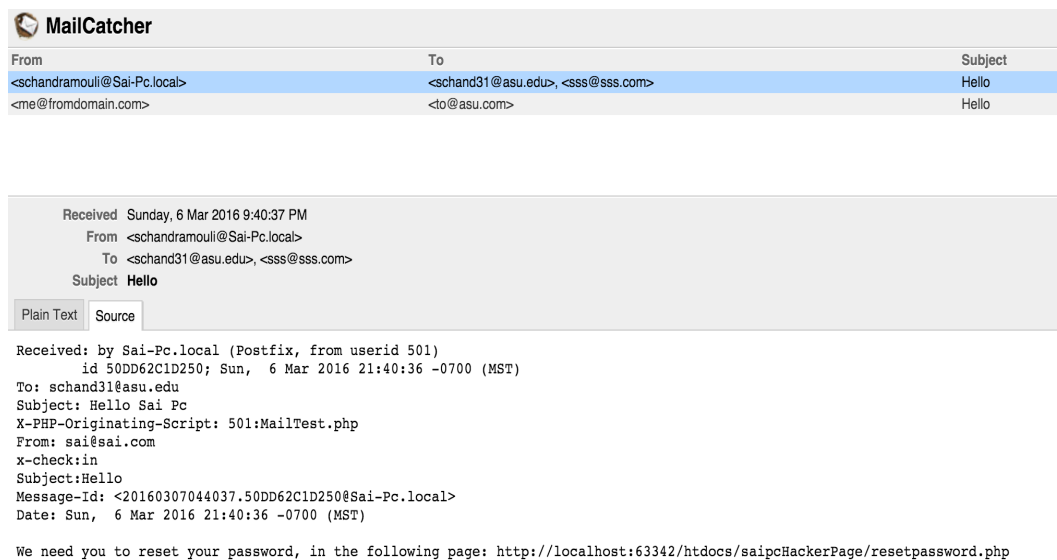 MailCatcher
From To Subject
<schandramouli@Sai-Pc.local> <schand31@asu.edu>, <sss@sss.com> Hello
<me@fromdomain.com> <to@asu.com> Hello
Received Sunday, 6 Mar 2016 9:40:37 PM
From <schandramouli@Sai-Pc.local>
To <schand31@asu.edu>, <sss@sss.com>
Subject Hello
Plain Text Source
Received: by Sai-Pc.local (Postfix, from userid 501)
id 50DD62C1D250; Sun,  6 Mar 2016 21:40:36 -0700 (MST)
To: schand31@asu.edu
Subject: Hello Sai Pc
X-PHP-Originating-Script: 501:MailTest.php
From: sai@sai.com
x-check:in
Subject:Hello
Message-Id: <20160307044037.50DD62C1D250@Sai-Pc.local>
Date: Sun,  6 Mar 2016 21:40:36 -0700 (MST)
We need you to reset your password, in the following page: http://localhost:63342/htdocs/saipcHackerPage/resetpassword.php